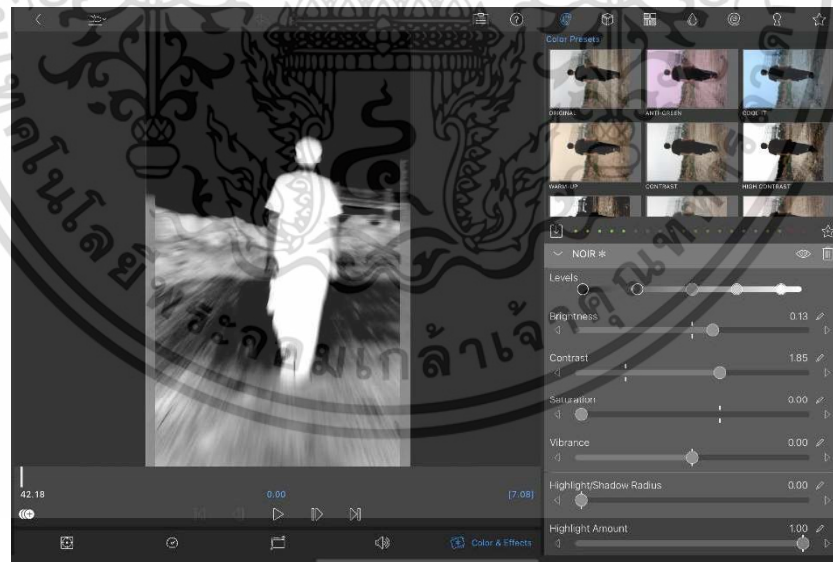 Color Presets
ORIGINAL
ANTI-GREEN
COOL IT
WARM-UP
CONTRAST
HIGH CONTRAST
NOIR
Levels
Brightness 0.13
Contrast 1.85
Saturation 0.00
Vibrance 0.00
Highlight/Shadow Radius 0.00
Highlight Amount 1.00
42.18 0.00 [7.08]
Color & Effects